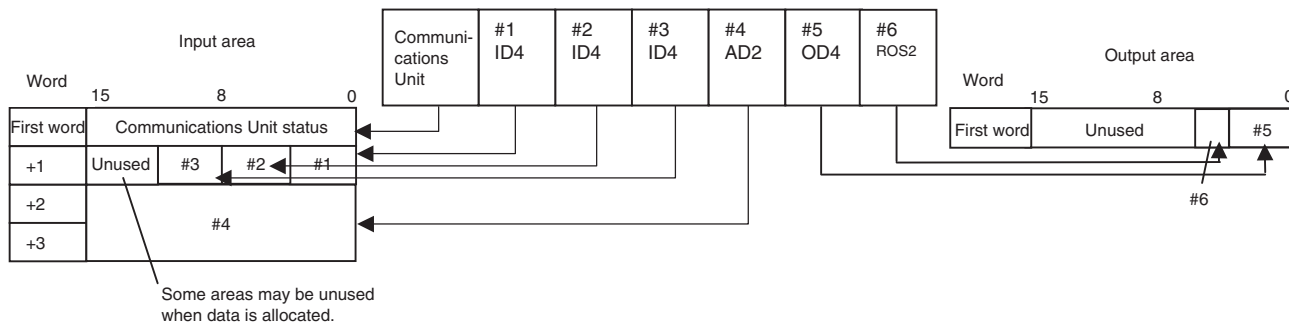 Input area
Word
15 8 0
First word
Communications Unit status
+1
Unused
#3
#2
#1
+2
+3
#4
Some areas may be unused
when data is allocated.
Communi-
cations
Unit
#1
ID4
#2
ID4
#3
ID4
#4
AD2
#5
OD4
#6
ROS2
Output area
Word
15 8 0
First word
Unused
#5
#6